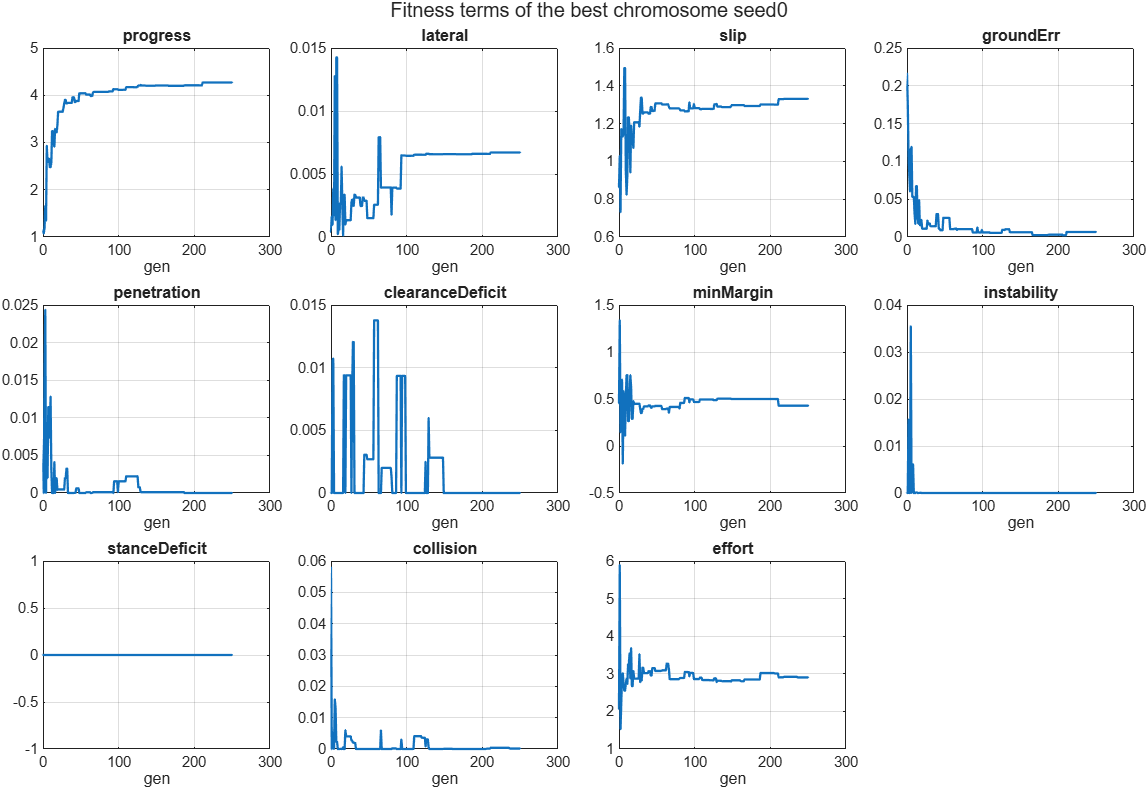 Fitness terms of the best chromosome seed0
progress lateral slip groundErr
5 0.015 1.6 0.25
4 0.01 1.4 0.2
3 0.005 1.2 0.15
2 0 1 0.1
1 0.8 0.05
0.6 0
0 100 200 300 0 100 200 300 0 100 200 300 0 100 200 300
gen gen gen gen
penetration clearanceDeficit minMargin instability
0.025 0.015 1.5 0.04
0.02 0.01 1 0.03
0.015 0.005 0.5 0.02
0.01 0 0 0.01
0.005 -0.5 0
0
0 100 200 300 0 100 200 300 0 100 200 300 0 100 200 300
gen gen gen gen
stanceDeficit collision effort
1 0.06 6
0.5 0.05 5
0 0.04 4
-0.5 0.03 3
-1 0.02 2
0.01 1
0
0 100 200 300 0 100 200 300 0 100 200 300
gen gen gen